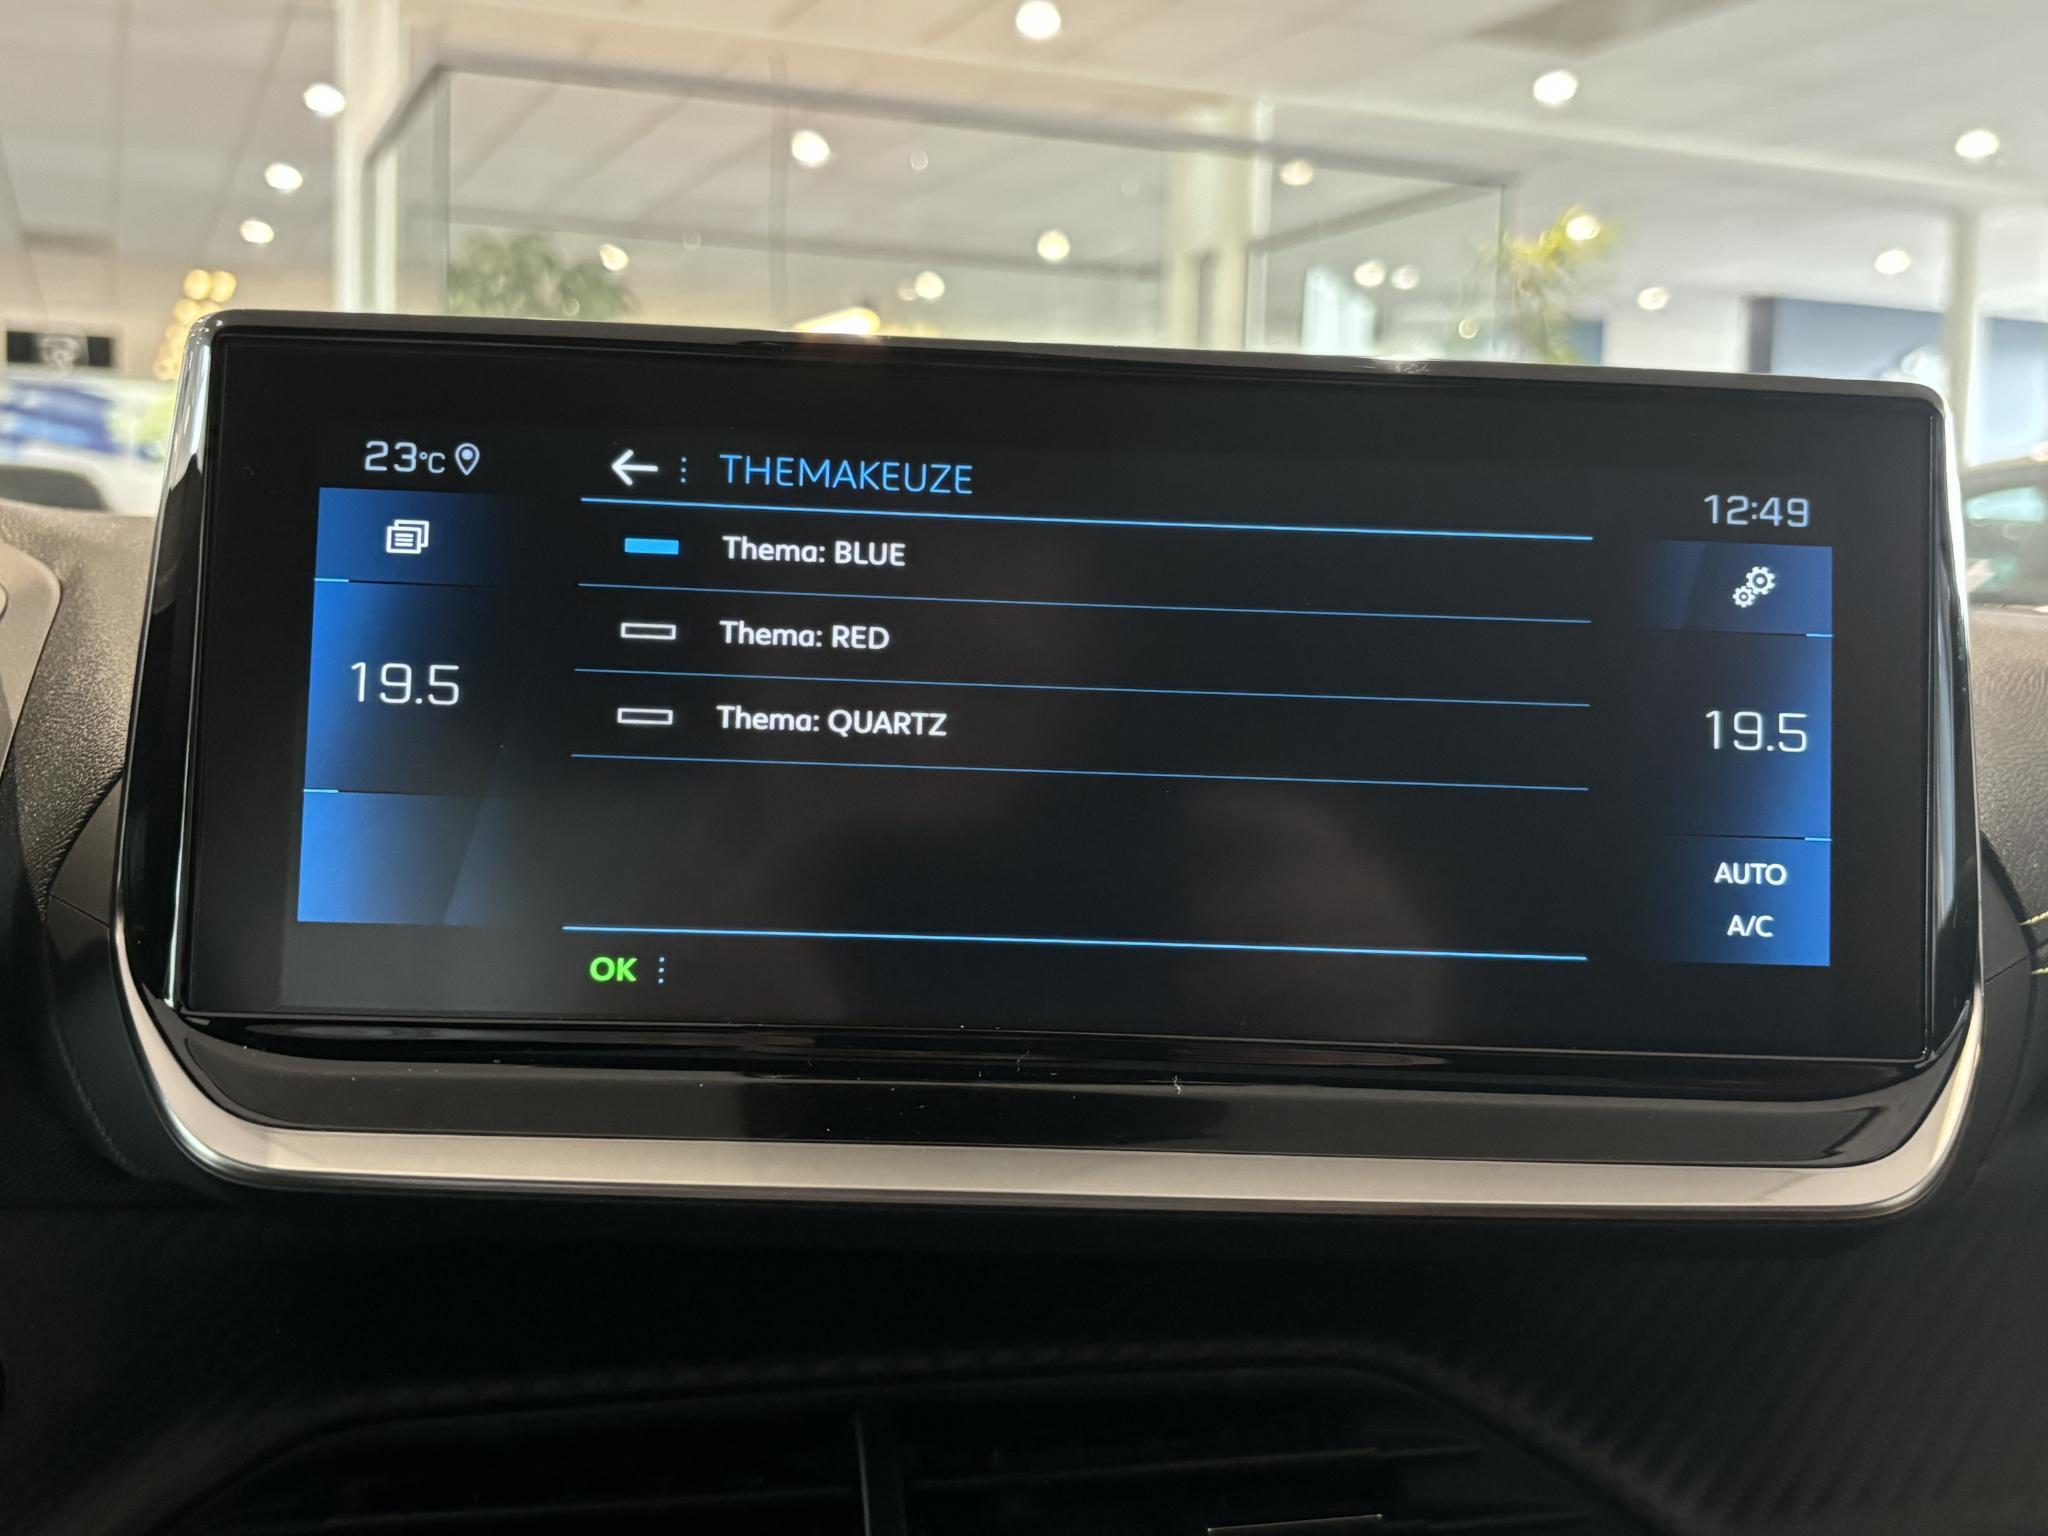 23°C
THEMAKEUZE
12:49
Thema: BLUE
Thema: RED
19.5
Thema: QUARTZ
19.5
AUTO
A/C
OK